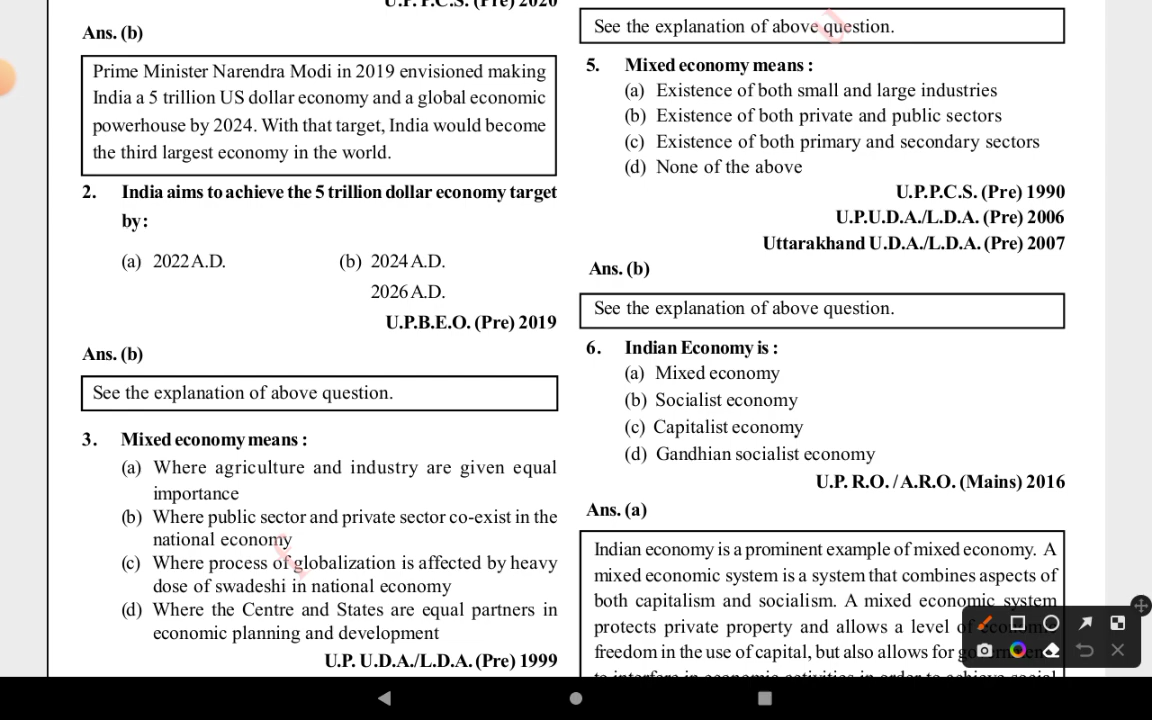 Ans. (b)
Prime Minister Narendra Modi in 2019 envisioned making
India a 5 trillion US dollar economy and a global economic
powerhouse by 2024. With that target, India would become
the third largest economy in the world.
2. India aims to achieve the 5 trillion dollar economy target
by:
(a) 2022 A.D. (b) 2024 A.D.
2026 A.D.
U.P.B.E.O. (Pre) 2019
Ans. (b)
See the explanation of above question.
3. Mixed economy means :
(a) Where agriculture and industry are given equal
importance
(b) Where public sector and private sector co-exist in the
national economy
(c) Where process of globalization is affected by heavy
dose of swadeshi in national economy
(d) Where the Centre and States are equal partners in
economic planning and development
U.P. U.D.A./L.D.A. (Pre) 1999
See the explanation of above question.
5. Mixed economy means :
(a) Existence of both small and large industries
(b) Existence of both private and public sectors
(c) Existence of both primary and secondary sectors
(d) None of the above
U.P.P.C.S. (Pre) 1990
U.P.U.D.A./L.D.A. (Pre) 2006
Uttarakhand U.D.A./L.D.A. (Pre) 2007
Ans. (b)
See the explanation of above question.
6. Indian Economy is :
(a) Mixed economy
(b) Socialist economy
(c) Capitalist economy
(d) Gandhian socialist economy
U.P. R.O. / A.R.O. (Mains) 2016
Ans. (a)
Indian economy is a prominent example of mixed economy. A
mixed economic system is a system that combines aspects of
both capitalism and socialism. A mixed economic system
protects private property and allows a level of
freedom in the use of capital, but also allows for